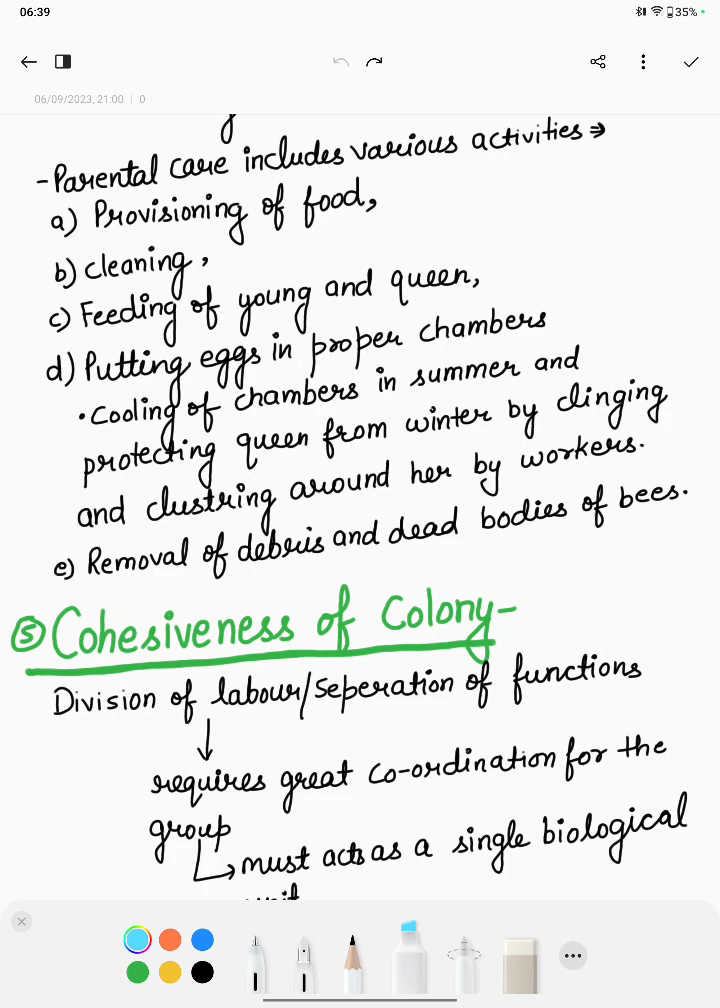 06:39
35%
06/09/2023, 21:00 | 0
-Parental care includes various activities ⇒
a) Provisioning of food,
b) cleaning,
c) Feeding of young and queen,
d) Putting eggs in proper chambers
• Cooling of chambers in summer and
protecting queen from winter by clinging
and clustring around her by workers.
e) Removal of debris and dead bodies of bees.
⑤ Cohesiveness of Colony-
Division of labour/seperation of functions
↓
requires great co-ordination for the
group
↳ must acts as a single biological
unit